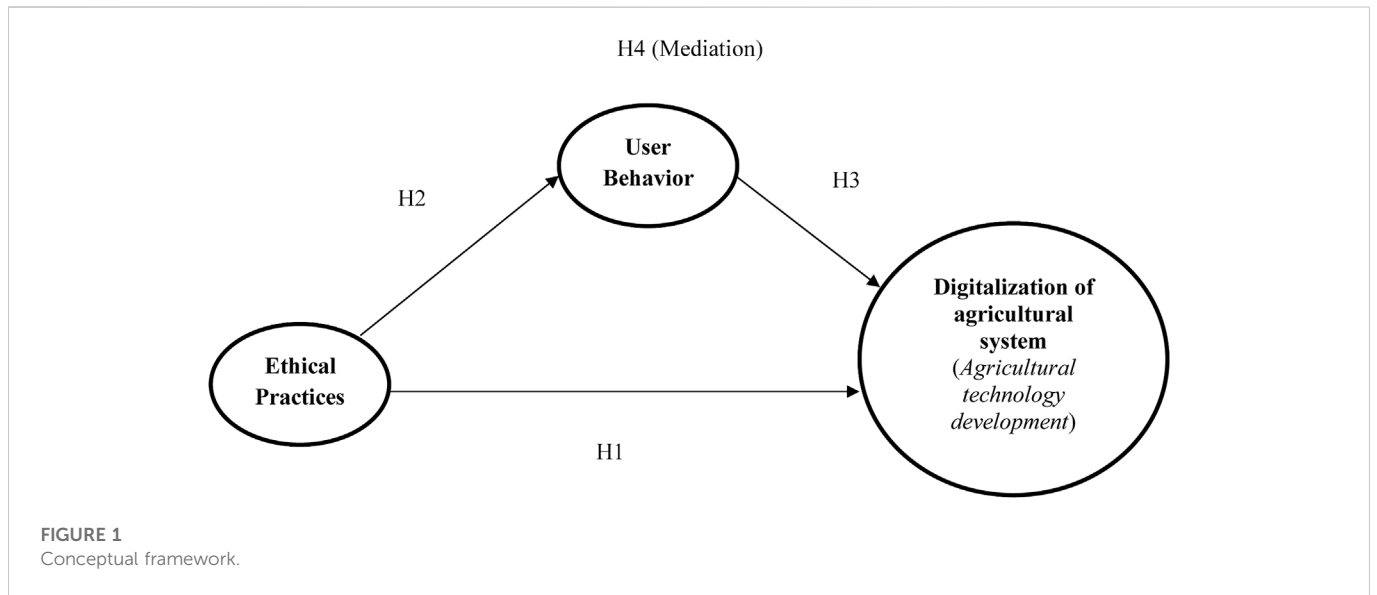 H4 (Mediation)
User
Behavior
H2
H3
Digitalization of
agricultural
system
(Agricultural
technology
development)
Ethical
Practices
H1
FIGURE 1
Conceptual framework.